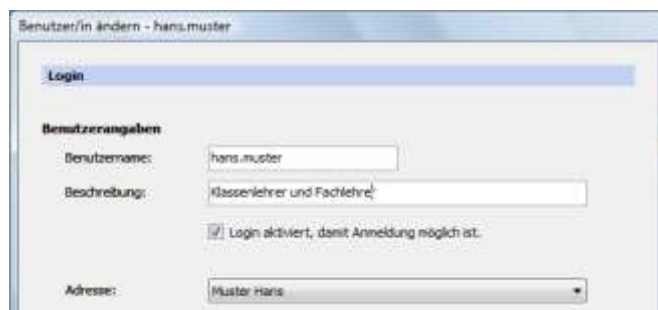 Benutzer/in ändern - hans.muster
Login
Benutzerangaben
Benutzername: hans.muster
Beschreibung: Klassenlehrer und Fachlehrer
Login aktiviert, damit Anmeldung möglich ist.
Adresse: Muster Hans